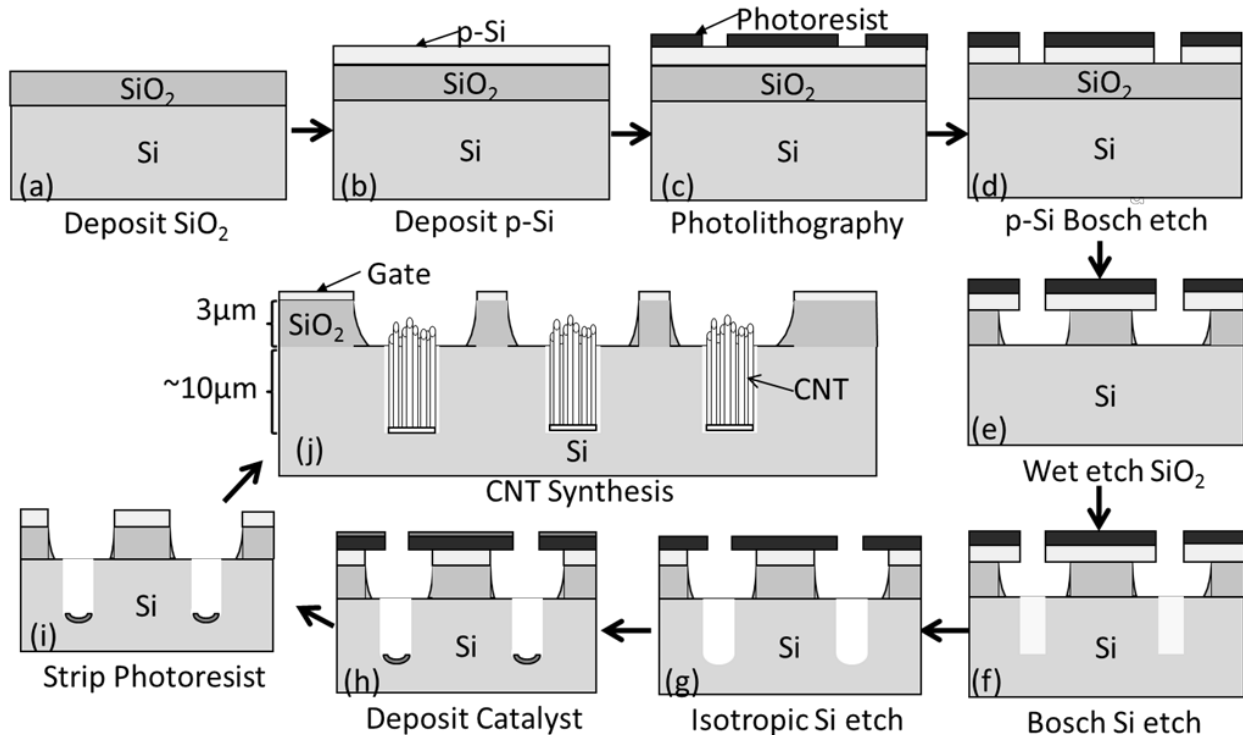 SiO₂
Si
(a)
Deposit SiO₂
p-Si
SiO₂
Si
(b)
Deposit p-Si
Photoresist
SiO₂
Si
(c)
Photolithography
SiO₂
Si
(d)
p-Si Bosch etch
Si
(e)
Wet etch SiO₂
Si
(f)
Bosch Si etch
Si
(g)
Isotropic Si etch
Si
(h)
Deposit Catalyst
Si
(i)
Strip Photoresist
Gate
3μm
SiO₂
~10μm
CNT
Si
(j)
CNT Synthesis